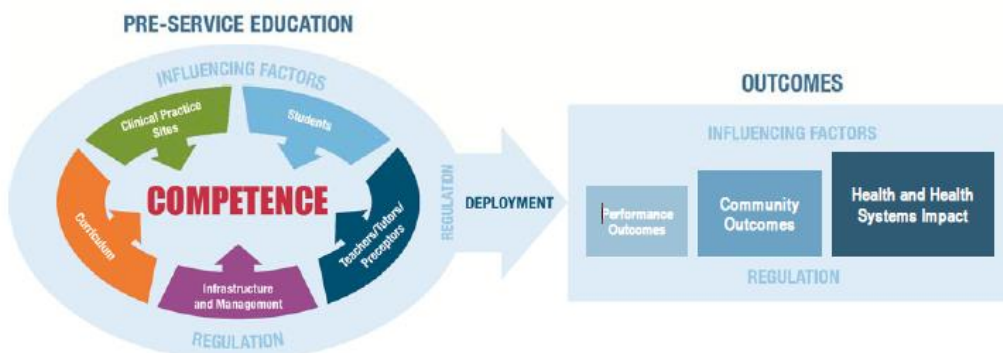 PRE-SERVICE EDUCATION
INFLUENCING FACTORS
Clinical Practice
Sites
Students
Curriculum
COMPETENCE
Teachers/Tutors/
Preceptors
Infrastructure
and Management
REGULATION
REGULATION
DEPLOYMENT
OUTCOMES
INFLUENCING FACTORS
Performance
Outcomes
Community
Outcomes
Health and Health
Systems Impact
REGULATION